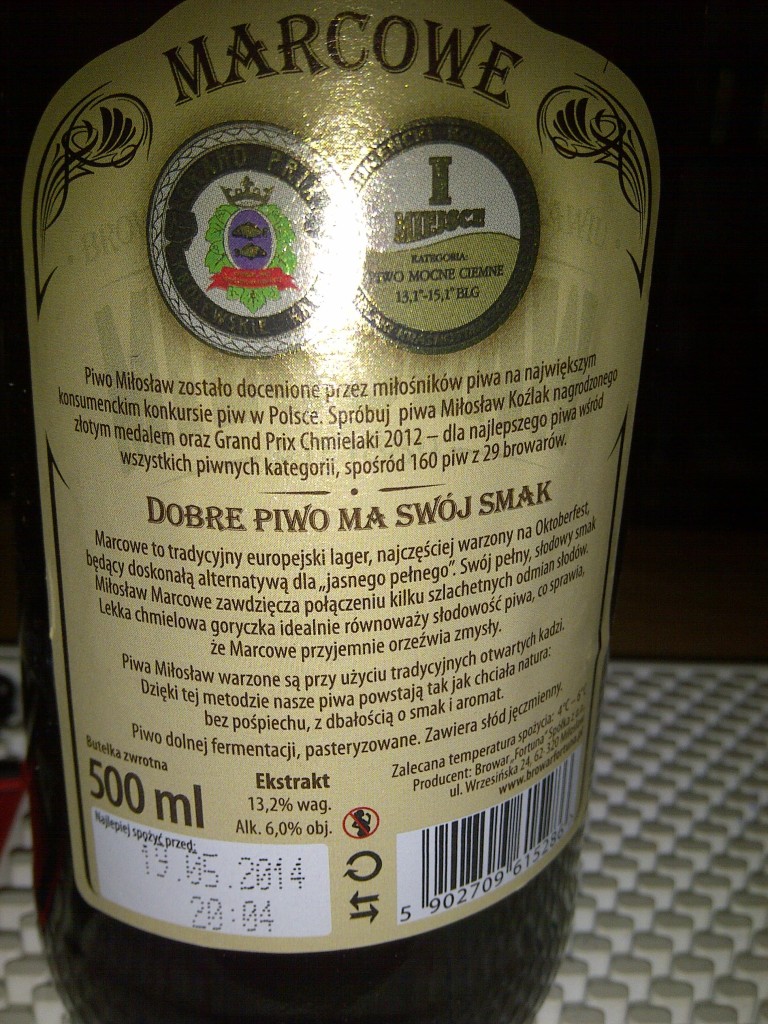 MARCOWE
GRAND PRIX
I
MIEJSCE
KATEGORIA:
PIWO MOCNE CIEMNE
13,1°-15,1° BLG
Piwo Miłosław zostało docenione przez miłośników piwa na największym
konsumenckim konkursie piw w Polsce. Spróbuj piwa Miłosław Koźlak nagrodzonego
złotym medalem oraz Grand Prix Chmielaki 2012 – dla najlepszego piwa wśród
wszystkich piwnych kategorii, spośród 160 piw z 29 browarów.
DOBRE PIWO MA SWÓJ SMAK
Marcowe to tradycyjny europejski lager, najczęściej warzony na Oktoberfest,
będący doskonałą alternatywą dla „jasnego pełnego". Swój pełny, słodowy smak
Miłosław Marcowe zawdzięcza połączeniu kilku szlachetnych odmian słodów.
Lekka chmielowa goryczka idealnie równoważy słodowość piwa, co sprawia,
że Marcowe przyjemnie orzeźwia zmysły.
Piwa Miłosław warzone są przy użyciu tradycyjnych otwartych kadzi.
Dzięki tej metodzie nasze piwa powstają tak jak chciała natura:
bez pośpiechu, z dbałością o smak i aromat.
Piwo dolnej fermentacji, pasteryzowane. Zawiera słód jęczmienny.
Zalecana temperatura spożycia: 4°C - 6°C
Producent: Browar „Fortuna" Spółka z o.o.
ul. Wrzesińska 24, 62-320 Miłosław
www.browarfortuna.pl
Butelka zwrotna
500 ml
Ekstrakt
13,2% wag.
Alk. 6,0% obj.
Najlepiej spożyć przed:
19.05.2014
20:04
5 902709 615286